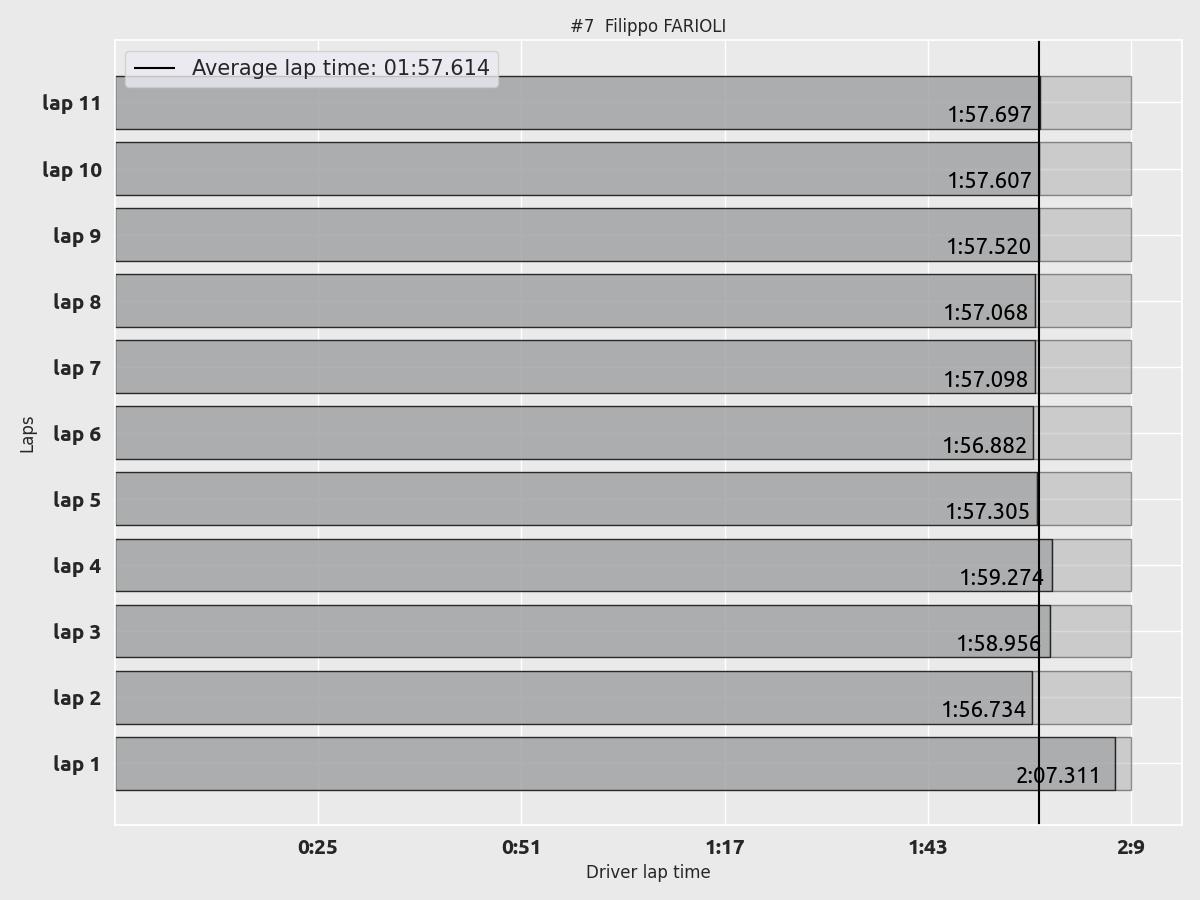 #7  Filippo FARIOLI
Average lap time: 01:57.614
lap 11 1:57.697
lap 10 1:57.607
lap 9 1:57.520
lap 8 1:57.068
lap 7 1:57.098
lap 6 1:56.882
lap 5 1:57.305
lap 4 1:59.274
lap 3 1:58.956
lap 2 1:56.734
lap 1 2:07.311
Laps
0:25 0:51 1:17 1:43 2:9
Driver lap time